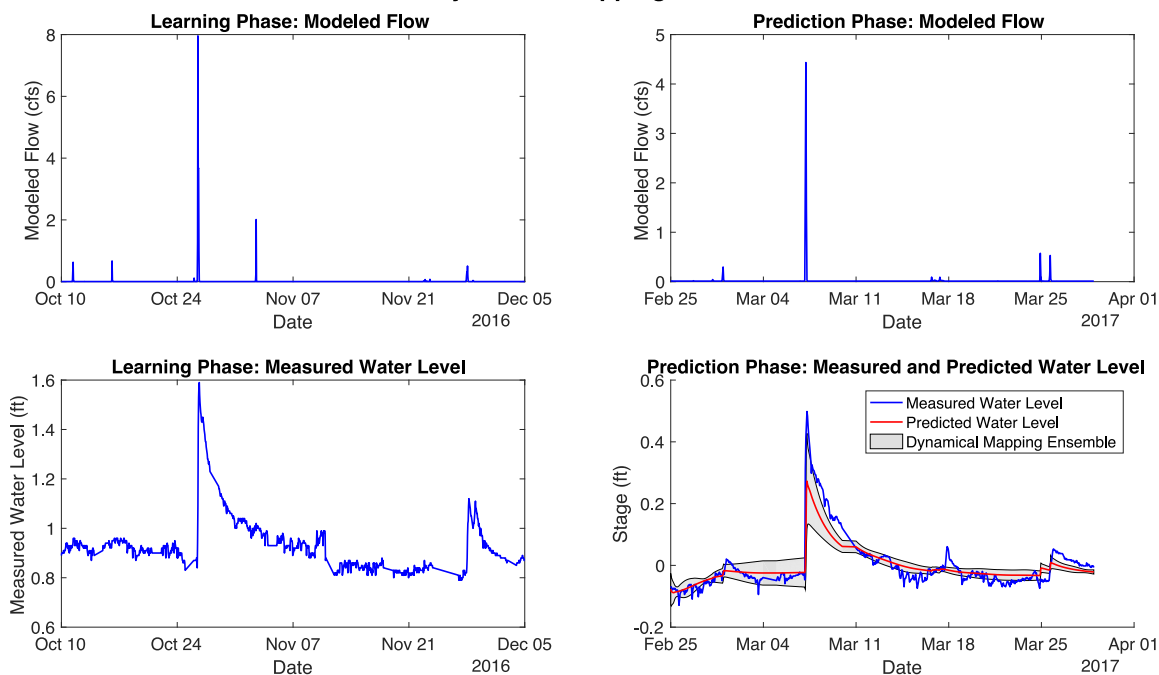 Learning Phase: Modeled Flow
8
6
4
2
0
Modeled Flow (cfs)
Oct 10
Oct 24
Nov 07
Nov 21
Dec 05
Date
2016
Prediction Phase: Modeled Flow
5
4
3
2
1
0
Modeled Flow (cfs)
Feb 25
Mar 04
Mar 11
Mar 18
Mar 25
Apr 01
Date
2017
Learning Phase: Measured Water Level
1.6
1.4
1.2
1
0.8
0.6
Measured Water Level (ft)
Oct 10
Oct 24
Nov 07
Nov 21
Dec 05
Date
2016
Prediction Phase: Measured and Predicted Water Level
0.6
0.4
0.2
0
-0.2
Stage (ft)
Measured Water Level
Predicted Water Level
Dynamical Mapping Ensemble
Feb 25
Mar 04
Mar 11
Mar 18
Mar 25
Apr 01
Date
2017